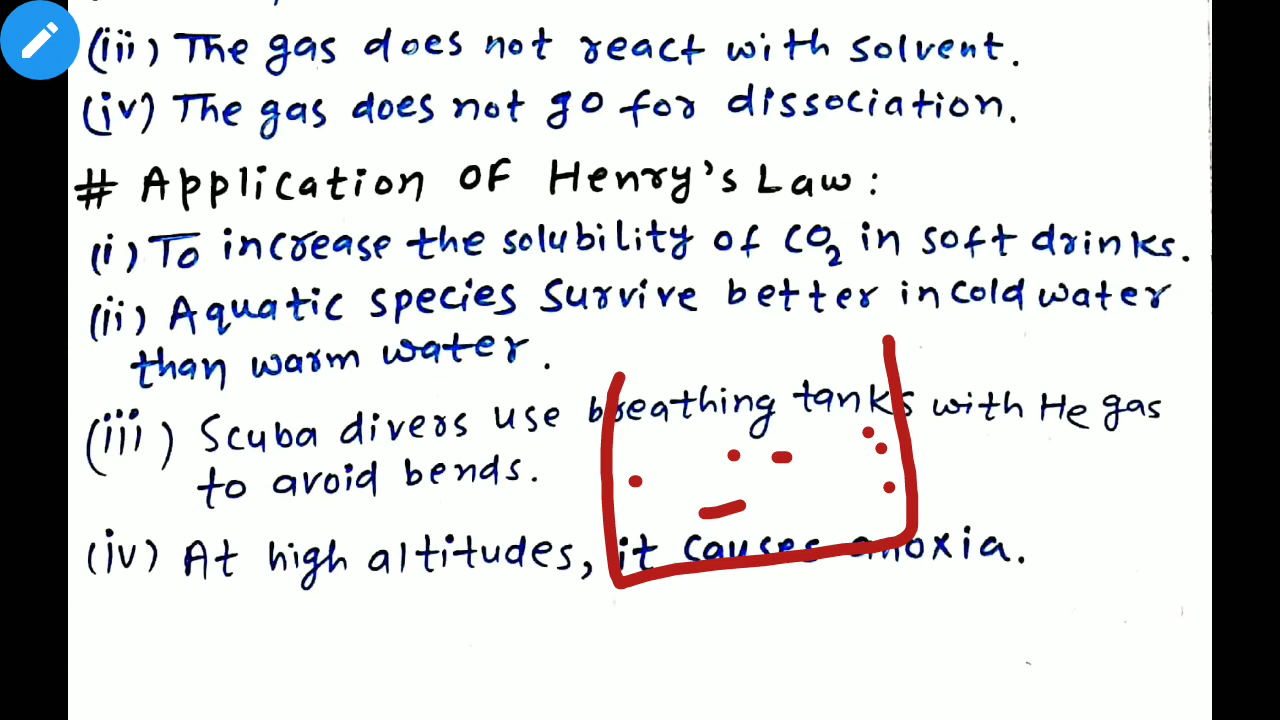 (iii) The gas does not react with solvent.
(iv) The gas does not go for dissociation.
# Application OF Henry's Law:
(i) To increase the solubility of CO₂ in soft drinks.
(ii) Aquatic species survive better in cold water
than warm water.
(iii) Scuba divers use breathing tanks with He gas
to avoid bends.
(iv) At high altitudes, it causes anoxia.